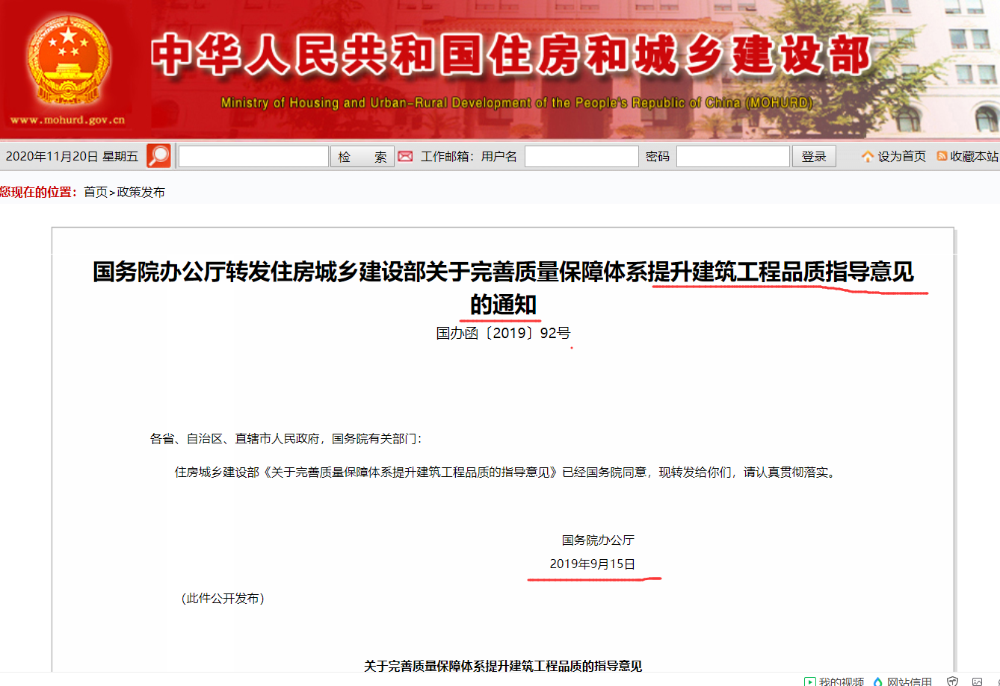 中华人民共和国住房和城乡建设部
Ministry of Housing and Urban-Rural Development of the People's Republic of China (MOHURD)
www.mohurd.gov.cn
2020年11月20日 星期五 检 索 工作邮箱：用户名 密码 登录 设为首页 收藏本站
您现在的位置：首页>政策发布
国务院办公厅转发住房城乡建设部关于完善质量保障体系提升建筑工程品质指导意见
的通知
国办函〔2019〕92号
各省、自治区、直辖市人民政府，国务院有关部门：
住房城乡建设部《关于完善质量保障体系提升建筑工程品质的指导意见》已经国务院同意，现转发给你们，请认真贯彻落实。
国务院办公厅
2019年9月15日
（此件公开发布）
关于完善质量保障体系提升建筑工程品质的指导意见
我的视频 网站信用